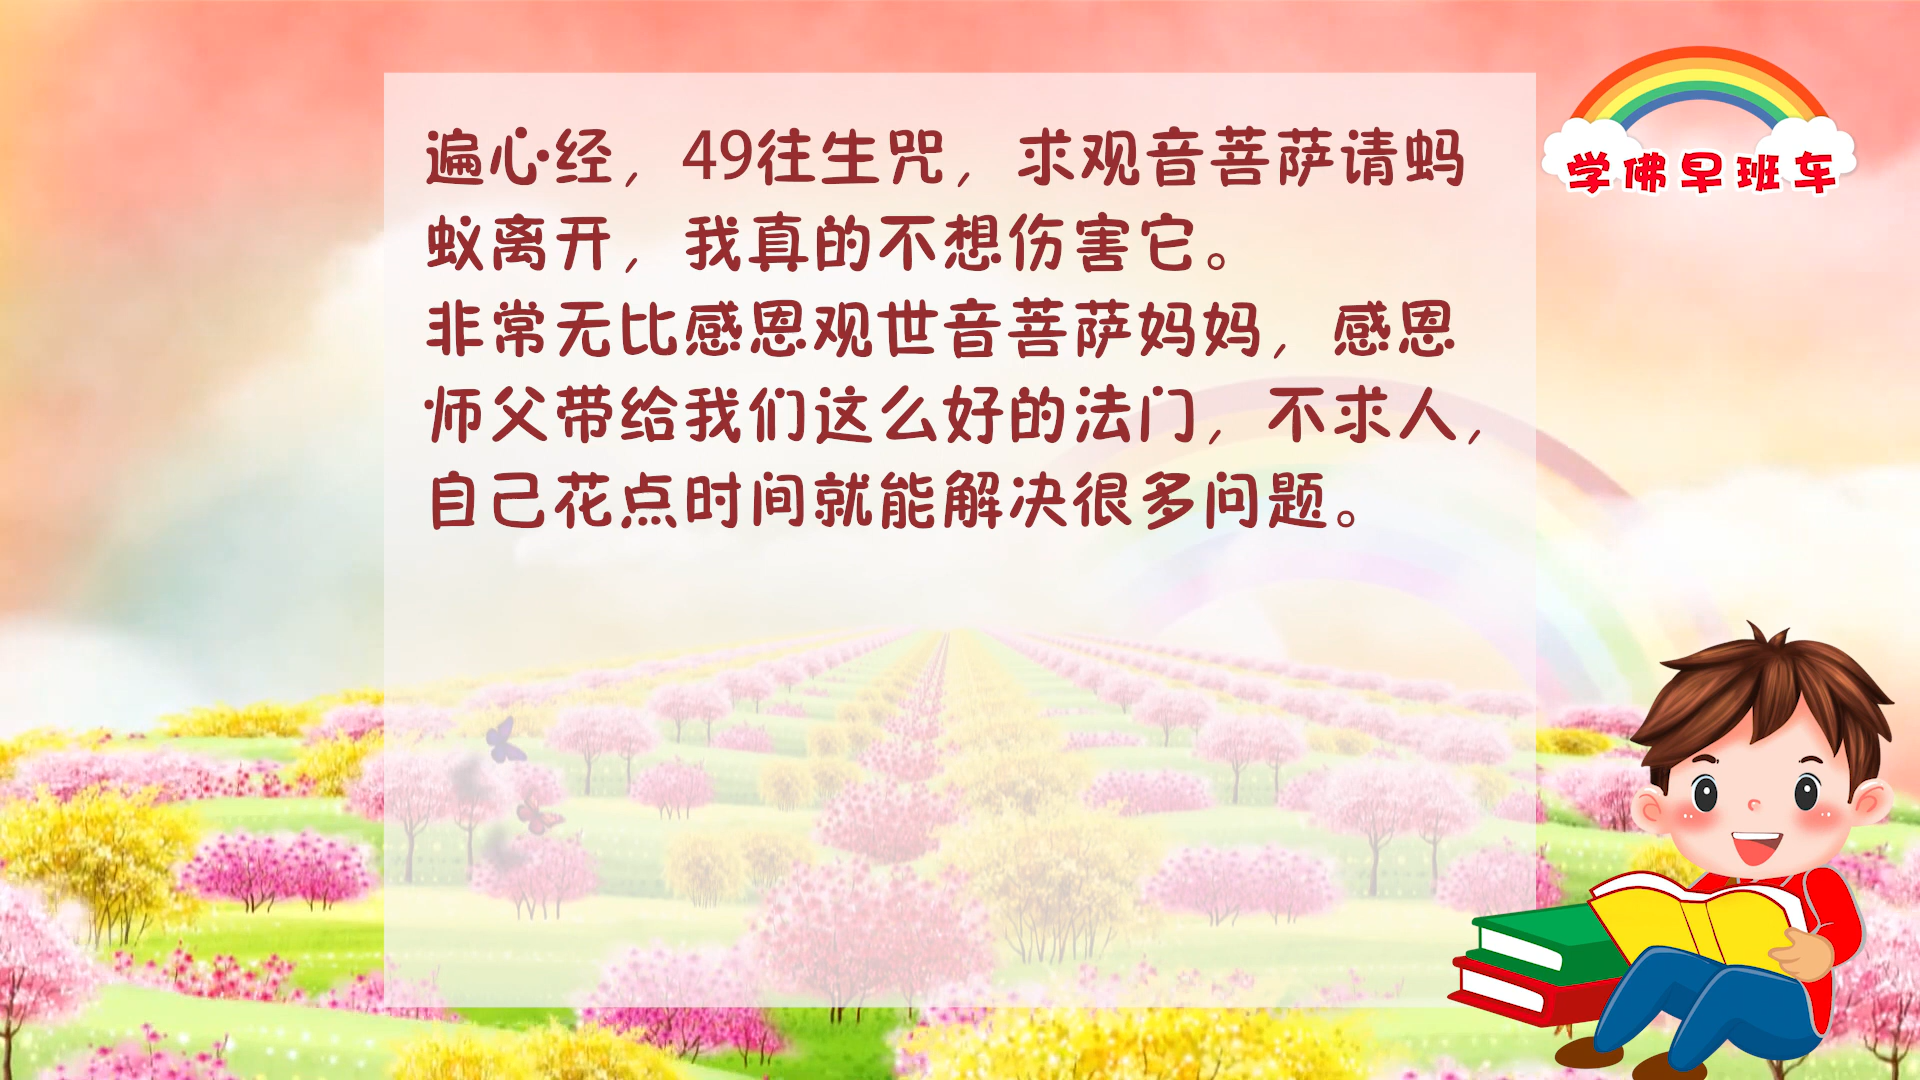 遍心经，49往生咒，求观音菩萨请蚂
蚁离开，我真的不想伤害它。
非常无比感恩观世音菩萨妈妈，感恩
师父带给我们这么好的法门，不求人，
自己花点时间就能解决很多问题。
学佛早班车